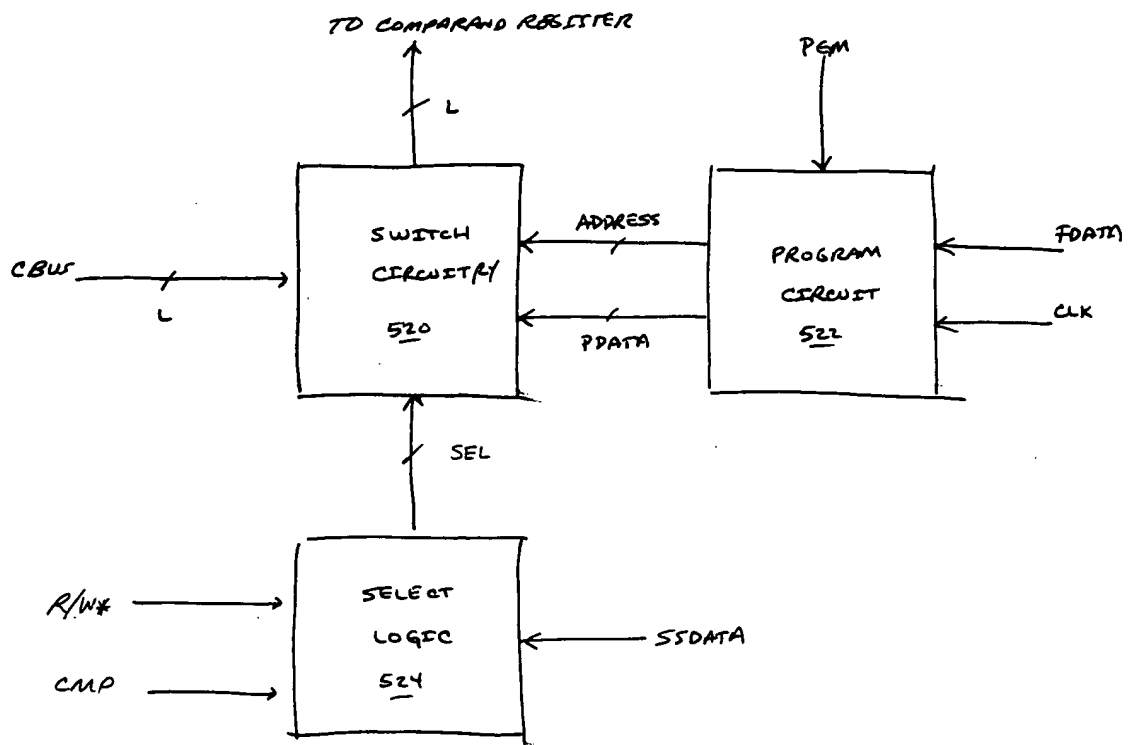 TO COMPARAND REGISTER
PGM
L
SWITCH
CIRCUITRY
520
CBUS
L
ADDRESS
PDATA
PROGRAM
CIRCUIT
522
FDATA
CLK
SEL
R/W*
CMP
SELECT
LOGIC
524
SSDATA